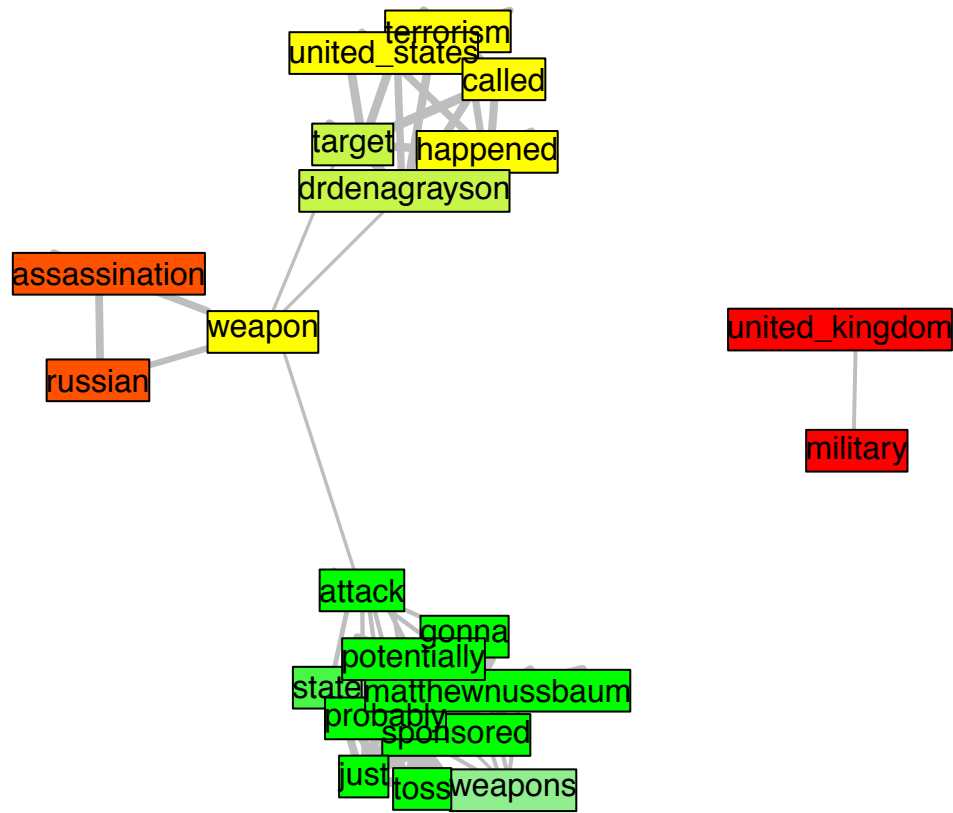 terrorism
united_states
called
target
happened
drdenagrayson
assassination
weapon
russian
united_kingdom
military
attack
gonna
potentially
state
matthewnussbaum
probably
sponsored
just
toss
weapons